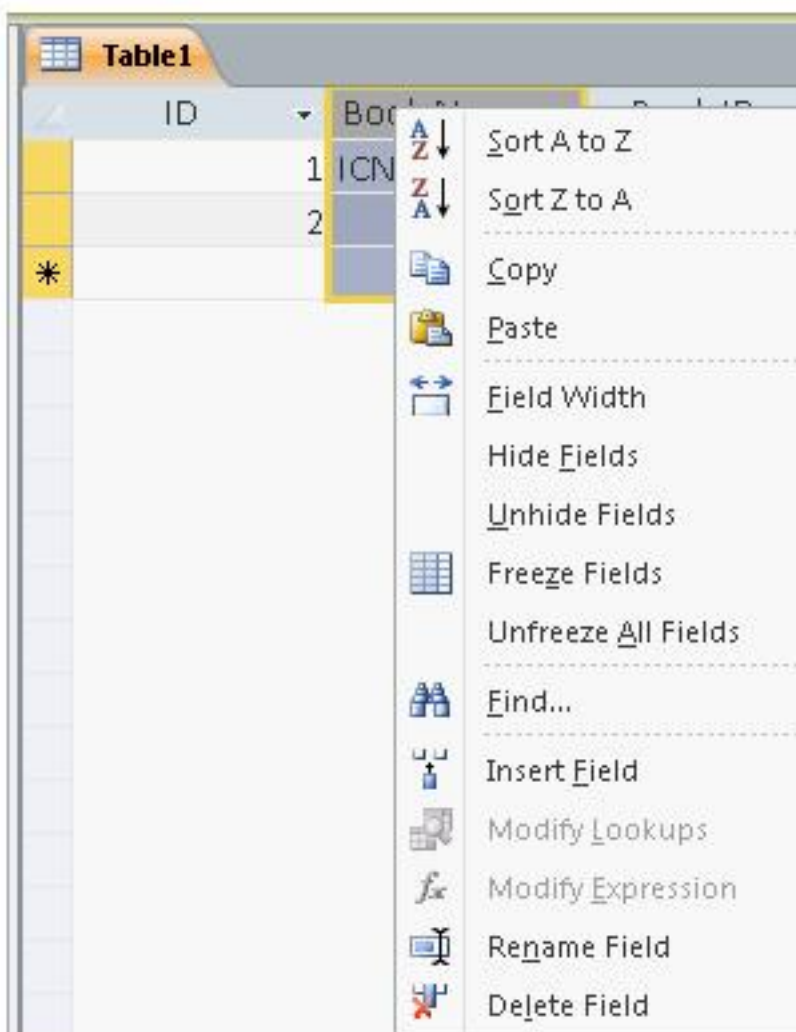 Table1
ID
1 ICN
2
Sort A to Z
Sort Z to A
Copy
Paste
Field Width
Hide Fields
Unhide Fields
Freeze Fields
Unfreeze All Fields
Find...
Insert Field
Modify Lookups
Modify Expression
Rename Field
Delete Field